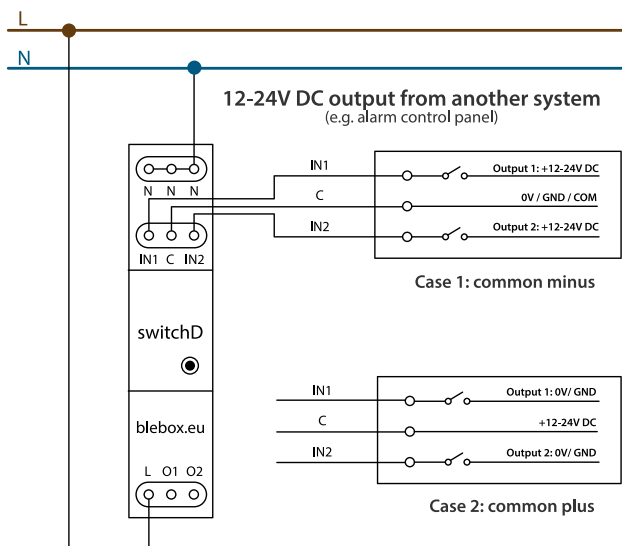 L
N
12-24V DC output from another system
(e.g. alarm control panel)
N N N
IN1 C IN2
switchD
blebox.eu
L O1 O2
IN1
C
IN2
Output 1: +12-24V DC
0V / GND / COM
Output 2: +12-24V DC
Case 1: common minus
IN1
C
IN2
Output 1: 0V/ GND
+12-24V DC
Output 2: 0V/ GND
Case 2: common plus